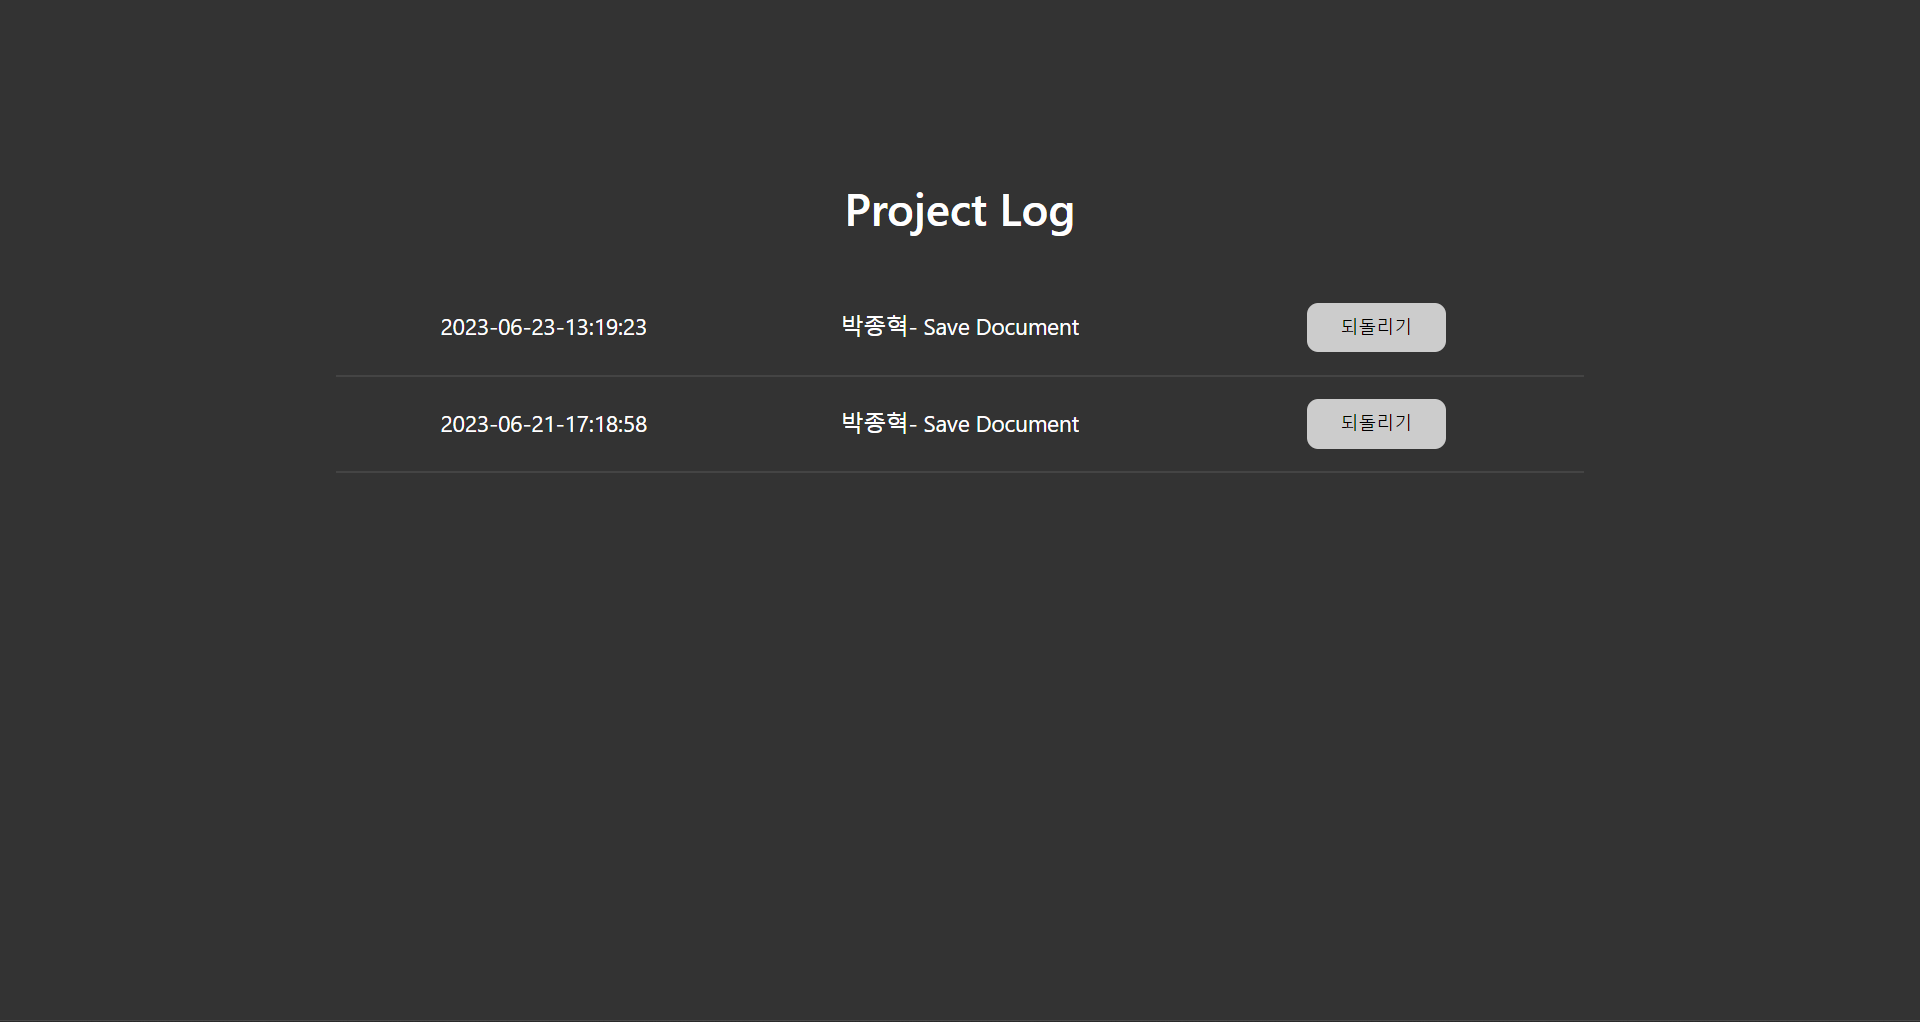 Project Log
2023-06-23-13:19:23 박종혁- Save Document 되돌리기
2023-06-21-17:18:58 박종혁- Save Document 되돌리기